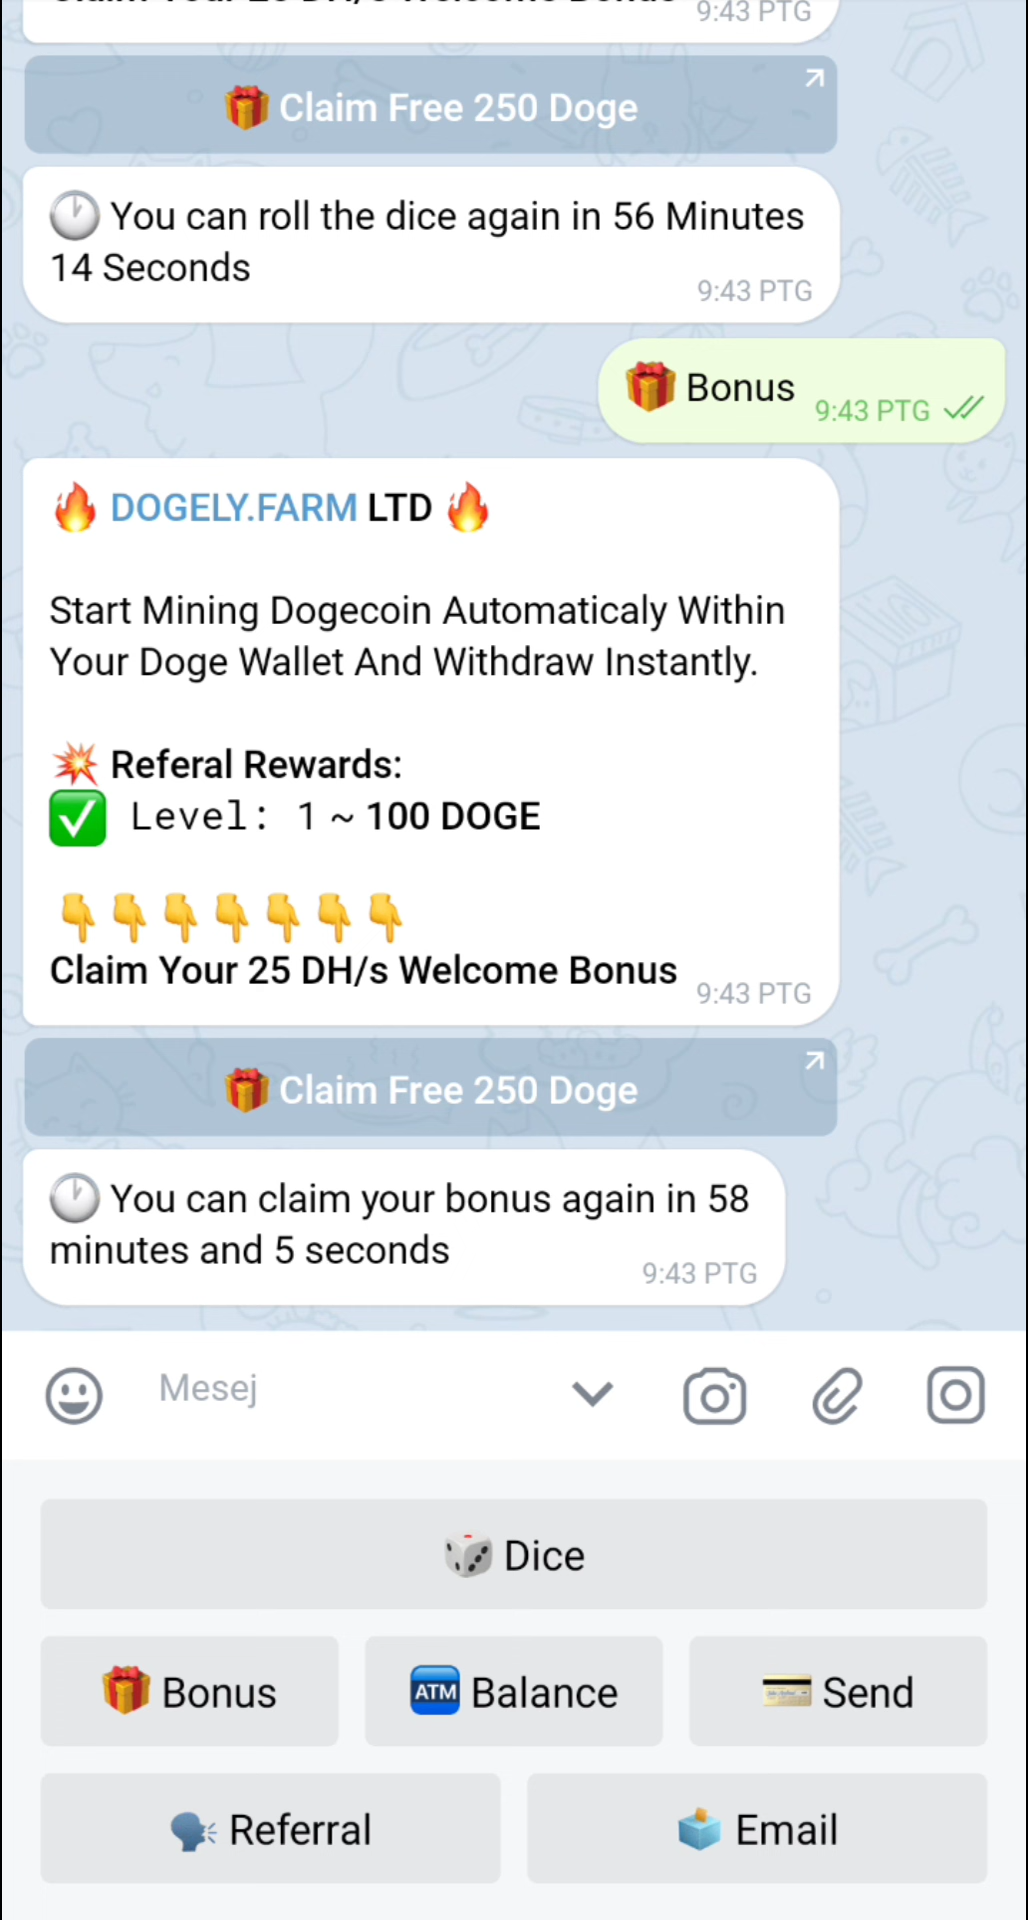 9:43 PTG
🎁 Claim Free 250 Doge
🕐 You can roll the dice again in 56 Minutes
14 Seconds
9:43 PTG
🎁 Bonus
9:43 PTG
🔥 DOGELY.FARM LTD 🔥
Start Mining Dogecoin Automaticaly Within
Your Doge Wallet And Withdraw Instantly.
💥 Referal Rewards:
✅ Level: 1 ~ 100 DOGE
👇👇👇👇👇👇👇
Claim Your 25 DH/s Welcome Bonus
9:43 PTG
🎁 Claim Free 250 Doge
🕐 You can claim your bonus again in 58
minutes and 5 seconds
9:43 PTG
Mesej
🎲 Dice
🎁 Bonus
🏧 Balance
💳 Send
🗣 Referral
🗳 Email